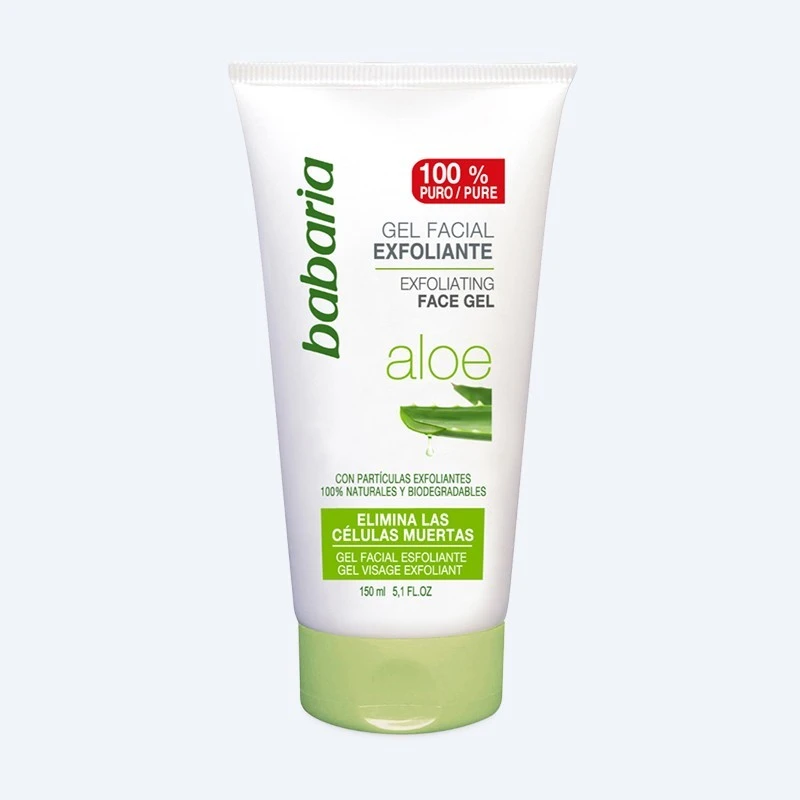 babaria
100 %
PURO / PURE
GEL FACIAL
EXFOLIANTE
EXFOLIATING
FACE GEL
aloe
CON PARTÍCULAS EXFOLIANTES
100% NATURALES Y BIODEGRADABLES
ELIMINA LAS
CÉLULAS MUERTAS
GEL FACIAL ESFOLIANTE
GEL VISAGE EXFOLIANT
150 ml 5,1 FL.OZ